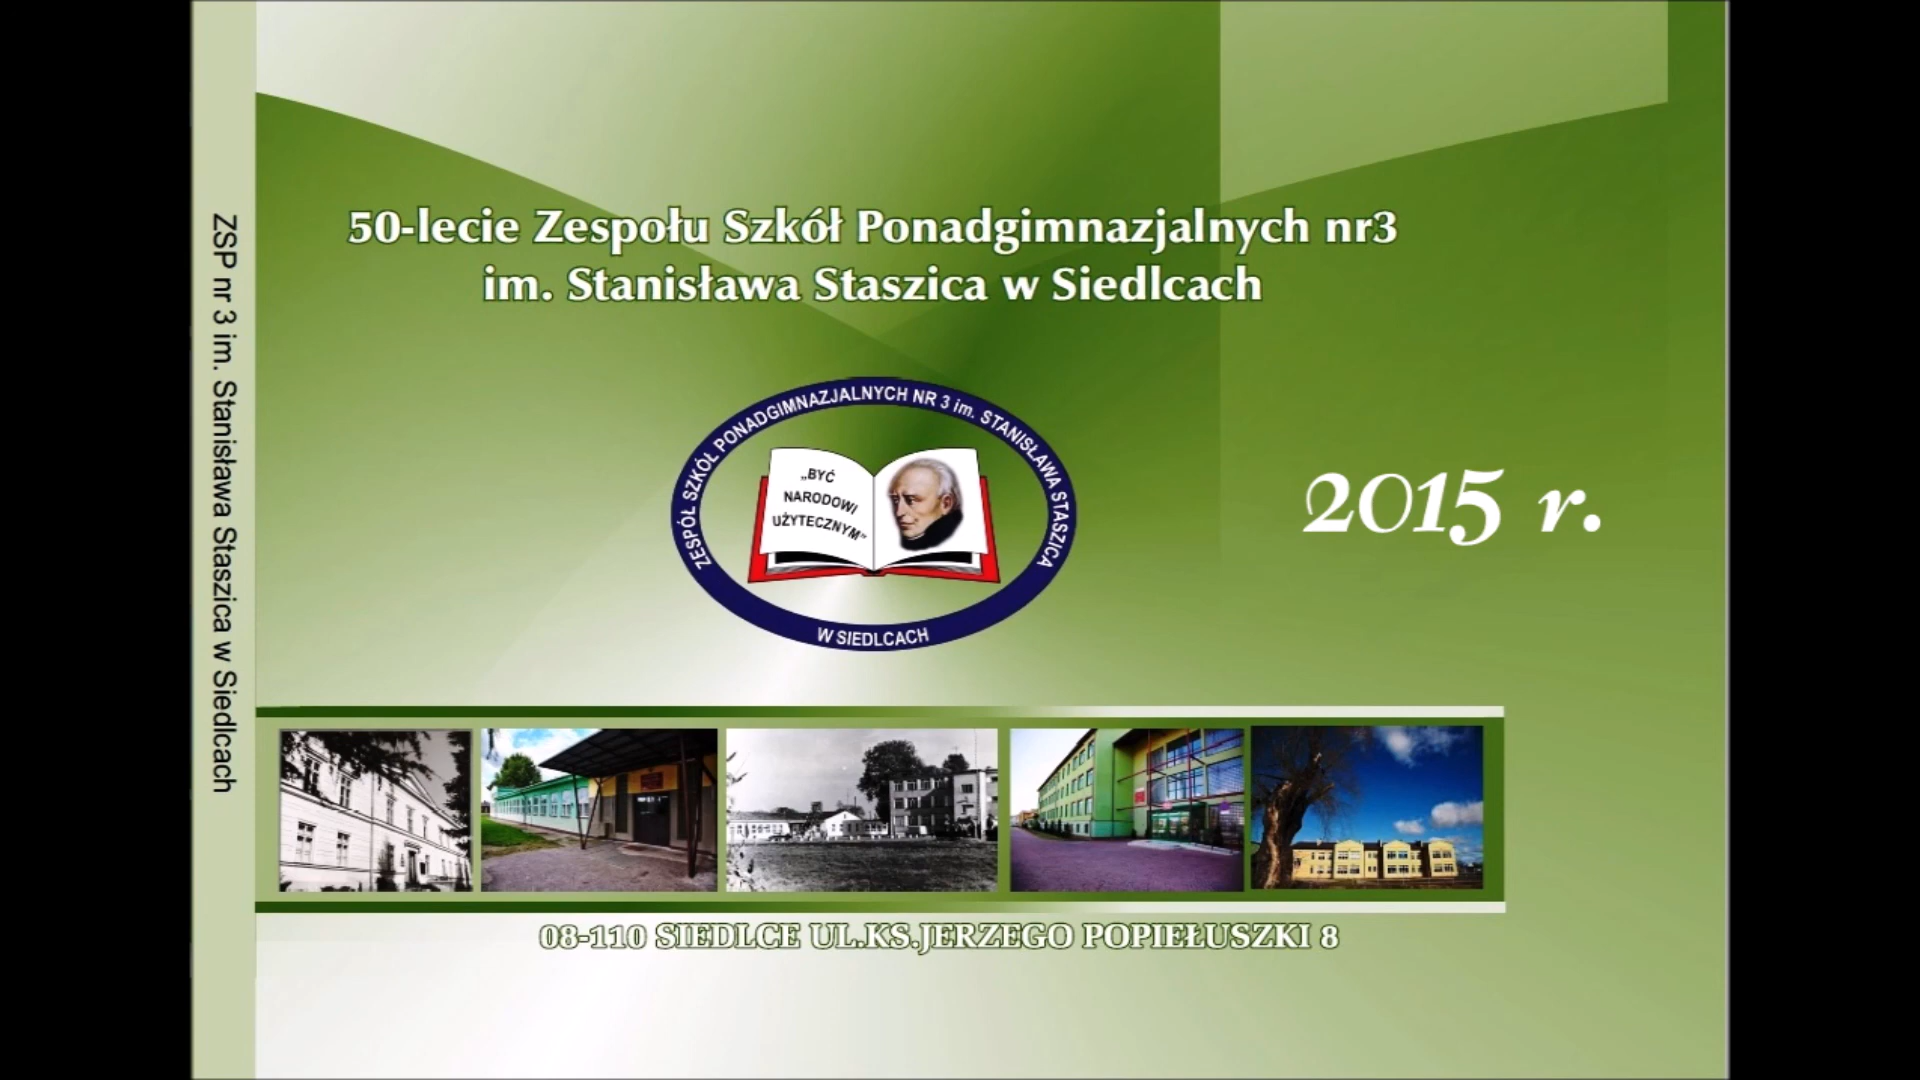 ZSP nr 3 im. Stanisława Staszica w Siedlcach
50-lecie Zespołu Szkół Ponadgimnazjalnych nr3
im. Stanisława Staszica w Siedlcach
ZESPÓŁ SZKÓŁ PONADGIMNAZJALNYCH NR 3 im. STANISŁAWA STASZICA
„BYĆ
NARODOWI
UŻYTECZNYM”
W SIEDLCACH
2015 r.
08-110 SIEDLCE UL.KS.JERZEGO POPIEŁUSZKI 8